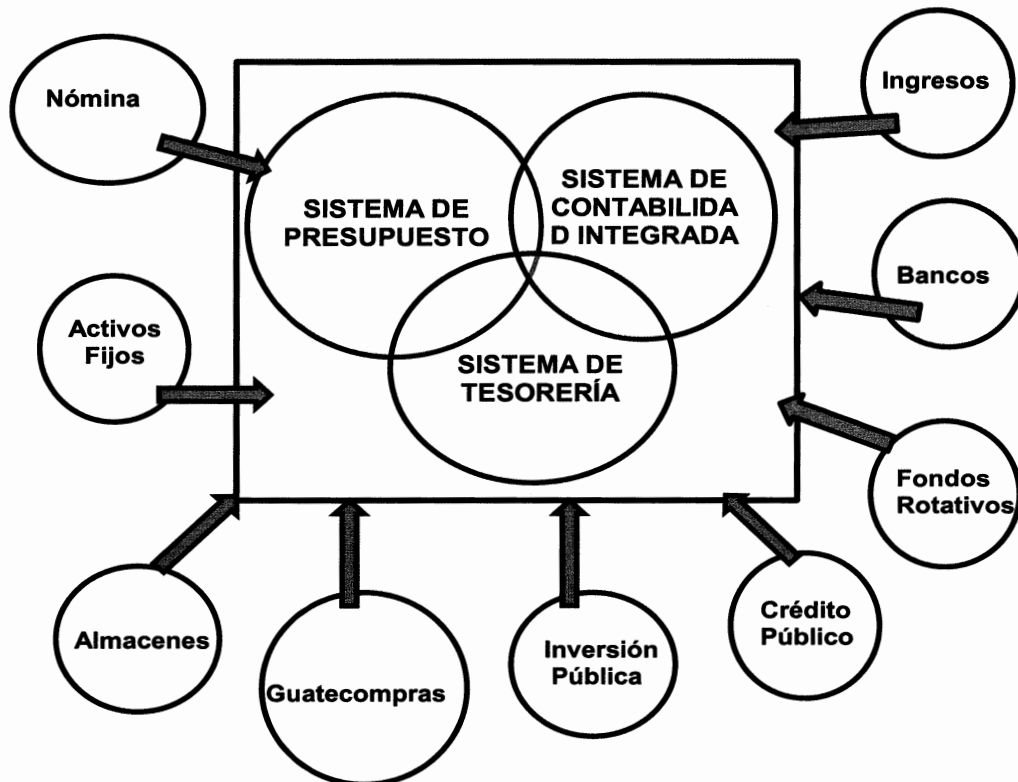 Nómina
Ingresos
SISTEMA DE
PRESUPUESTO
SISTEMA DE
CONTABILIDA
D INTEGRADA
Bancos
Activos
Fijos
SISTEMA DE
TESORERÍA
Fondos
Rotativos
Almacenes
Guatecompras
Inversión
Pública
Crédito
Público